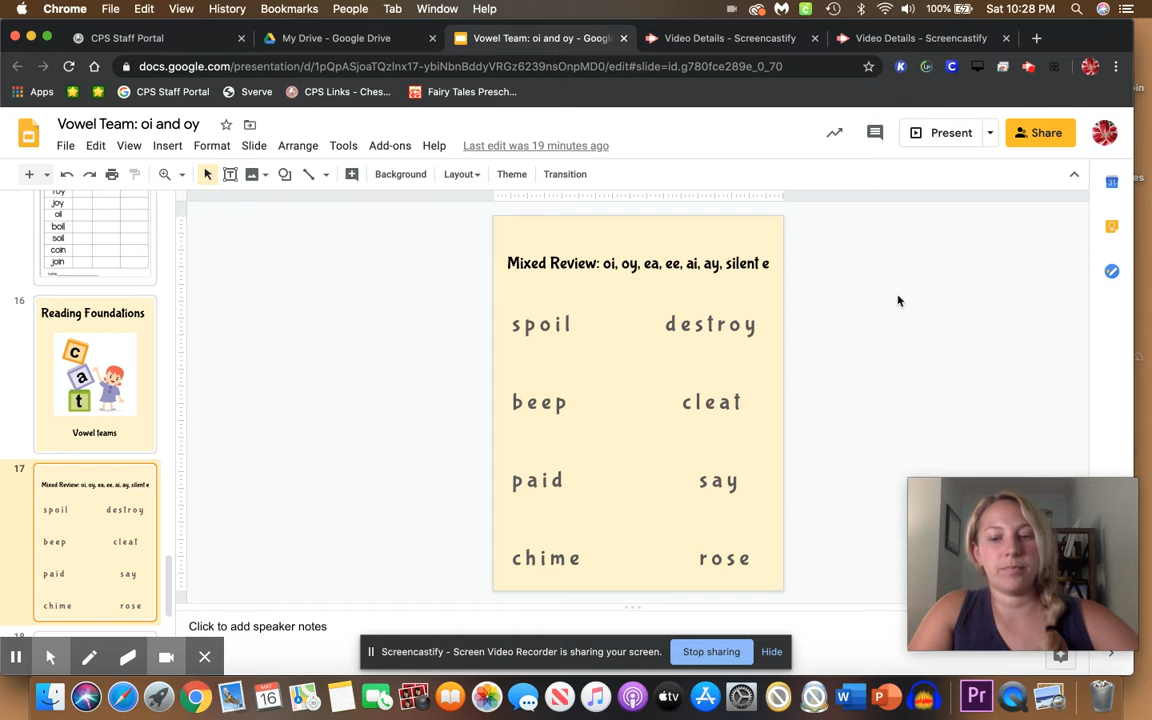 Chrome File Edit View History Bookmarks People Tab Window Help 100% Sat 10:28 PM
CPS Staff Portal My Drive - Google Drive Vowel Team: oi and oy - Goog Video Details - Screencastify Video Details - Screencastify
docs.google.com/presentation/d/1pQpASjoaTQzlnx17-ybiNbnBddyVRGz6239nsOnpMD0/edit#slide=id.g780fce289e_0_70
Apps CPS Staff Portal Sverve CPS Links - Ches... Fairy Tales Presch...
Vowel Team: oi and oy
Present Share
File Edit View Insert Format Slide Arrange Tools Add-ons Help Last edit was 19 minutes ago
Background Layout Theme Transition
joy
oil
boil
soil
coin
join
16
Reading Foundations
c
a
t
Vowel teams
17
Mixed Review: oi, oy, ea, ee, ai, ay, silent e
spoil destroy
beep cleat
paid say
chime rose
Mixed Review: oi, oy, ea, ee, ai, ay, silent e
spoil destroy
beep cleat
paid say
chime rose
Click to add speaker notes
Screencastify - Screen Video Recorder is sharing your screen. Stop sharing Hide
MAY
16
tv
W
P
Pr